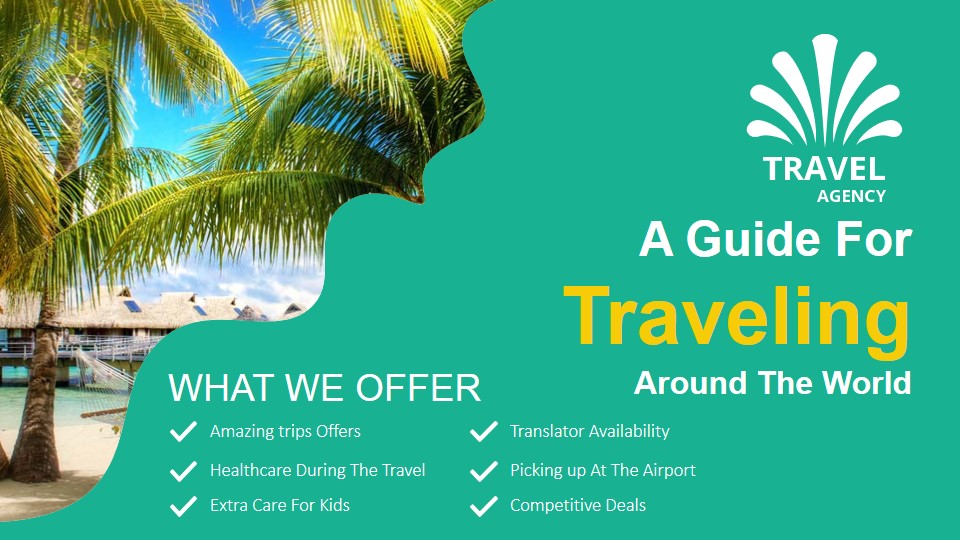 TRAVEL
AGENCY
A Guide For
Traveling
Around The World
WHAT WE OFFER
Amazing trips Offers
Healthcare During The Travel
Extra Care For Kids
Translator Availability
Picking up At The Airport
Competitive Deals